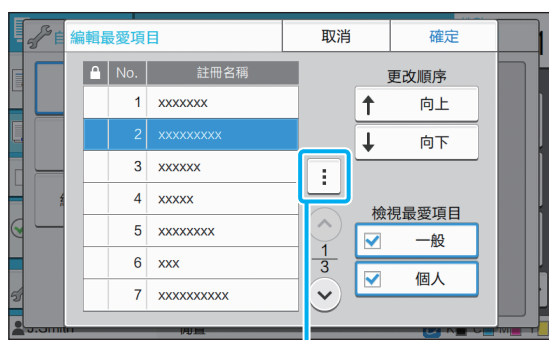 編輯最愛項目
取消
確定
No.
註冊名稱
1 xxxxxxx
2 xxxxxxxxx
3 xxxxxx
4 xxxxx
5 xxxxxxxx
6 xxx
7 xxxxxxxxxx
1
3
更改順序
向上
向下
檢視最愛項目
一般
個人